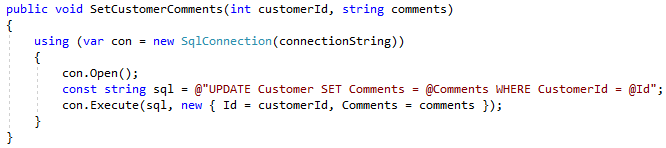 public void SetCustomerComments(int customerId, string comments)
{
    using (var con = new SqlConnection(connectionString))
    {
        con.Open();
        const string sql = @"UPDATE Customer SET Comments = @Comments WHERE CustomerId = @Id";
        con.Execute(sql, new { Id = customerId, Comments = comments });
    }
}